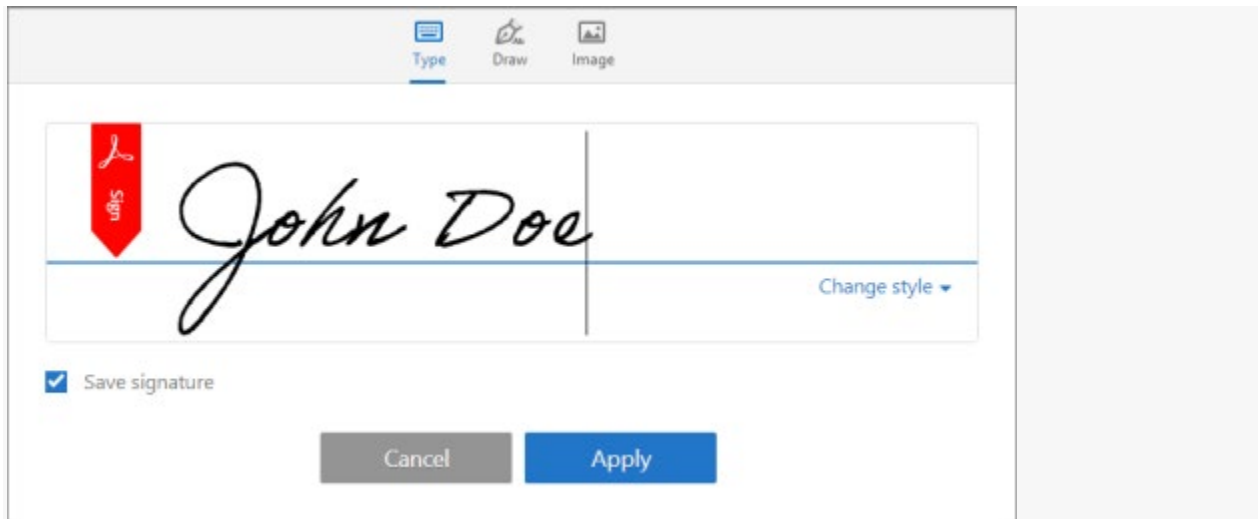 Type Draw Image
Sign
John Doe
Change style
Save signature
Cancel Apply